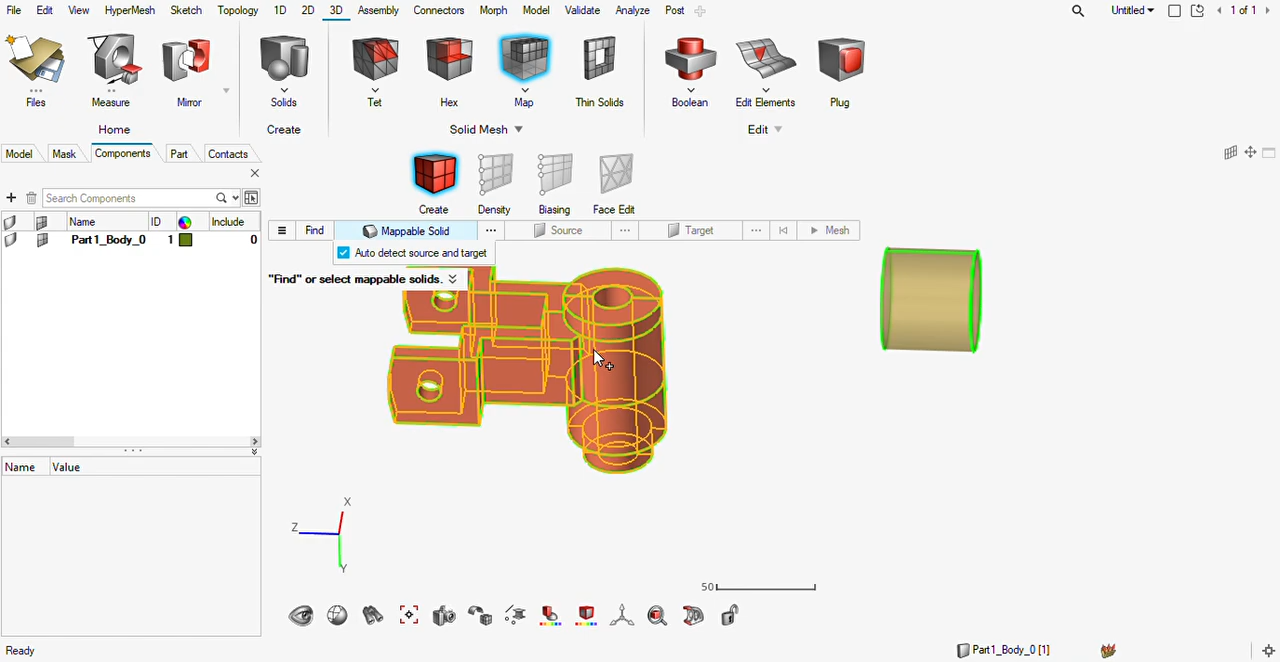 File Edit View HyperMesh Sketch Topology 1D 2D 3D Assembly Connectors Morph Model Validate Analyze Post Untitled 1 of 1
Files Measure Mirror Solids Tet Hex Map Thin Solids Boolean Edit Elements Plug
Home Create Solid Mesh Edit
Model Mask Components Part Contacts
Create Density Biasing Face Edit
Search Components
Name ID Include
Part1_Body_0 1 0
Find Mappable Solid ... Source ... Target ... Mesh
Auto detect source and target
"Find" or select mappable solids.
Name Value
X
Z
Y
50
Ready Part1_Body_0 [1]